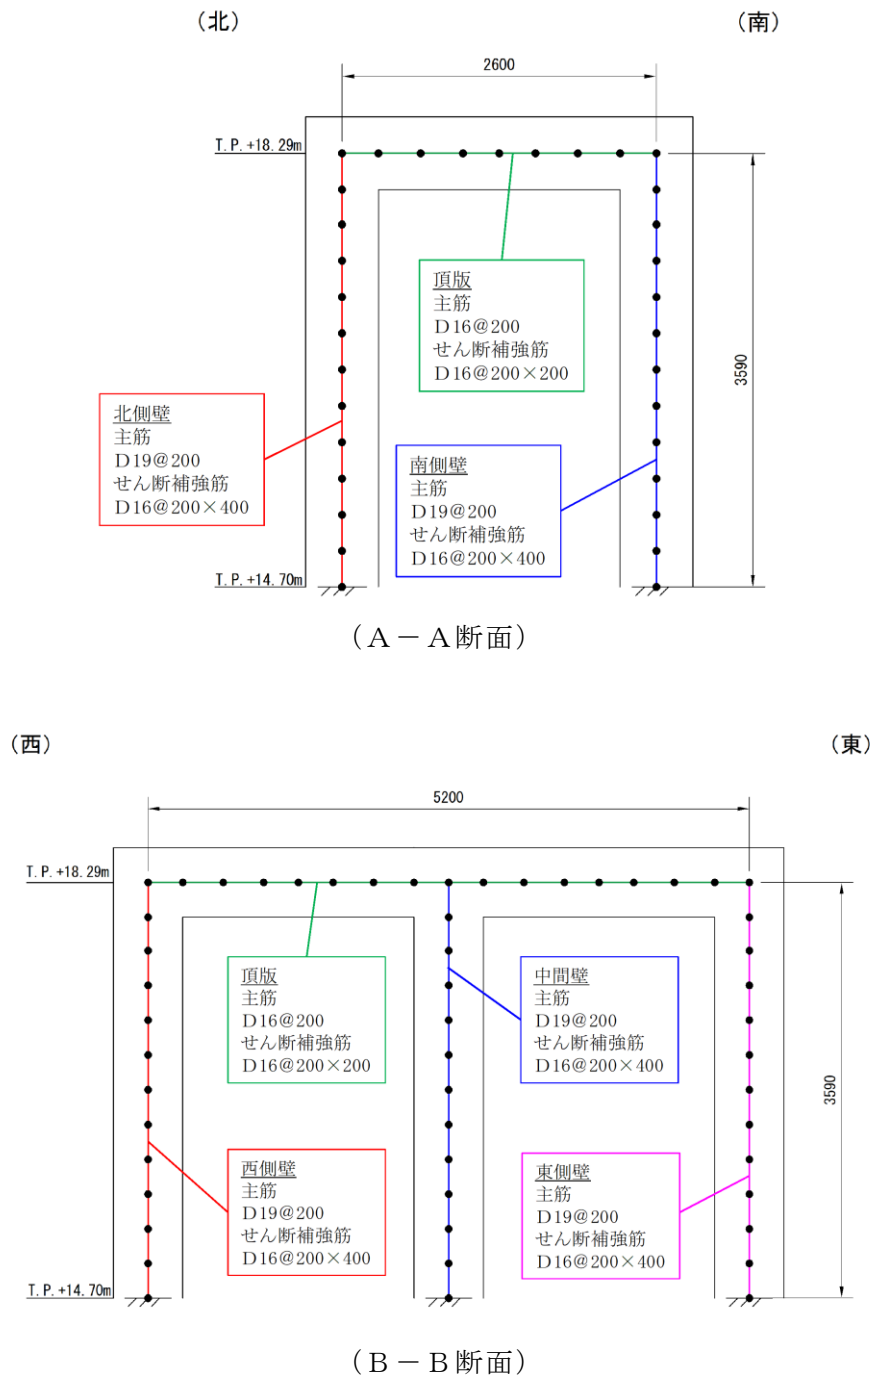 (北)
(南)
2600
T.P.+18.29m
頂版
主筋
D16@200
せん断補強筋
D16@200×200
3590
北側壁
主筋
D19@200
せん断補強筋
D16@200×400
南側壁
主筋
D19@200
せん断補強筋
D16@200×400
T.P.+14.70m
(A-A断面)
(西)
(東)
5200
T.P.+18.29m
頂版
主筋
D16@200
せん断補強筋
D16@200×200
中間壁
主筋
D19@200
せん断補強筋
D16@200×400
3590
西側壁
主筋
D19@200
せん断補強筋
D16@200×400
東側壁
主筋
D19@200
せん断補強筋
D16@200×400
T.P.+14.70m
(B-B断面)